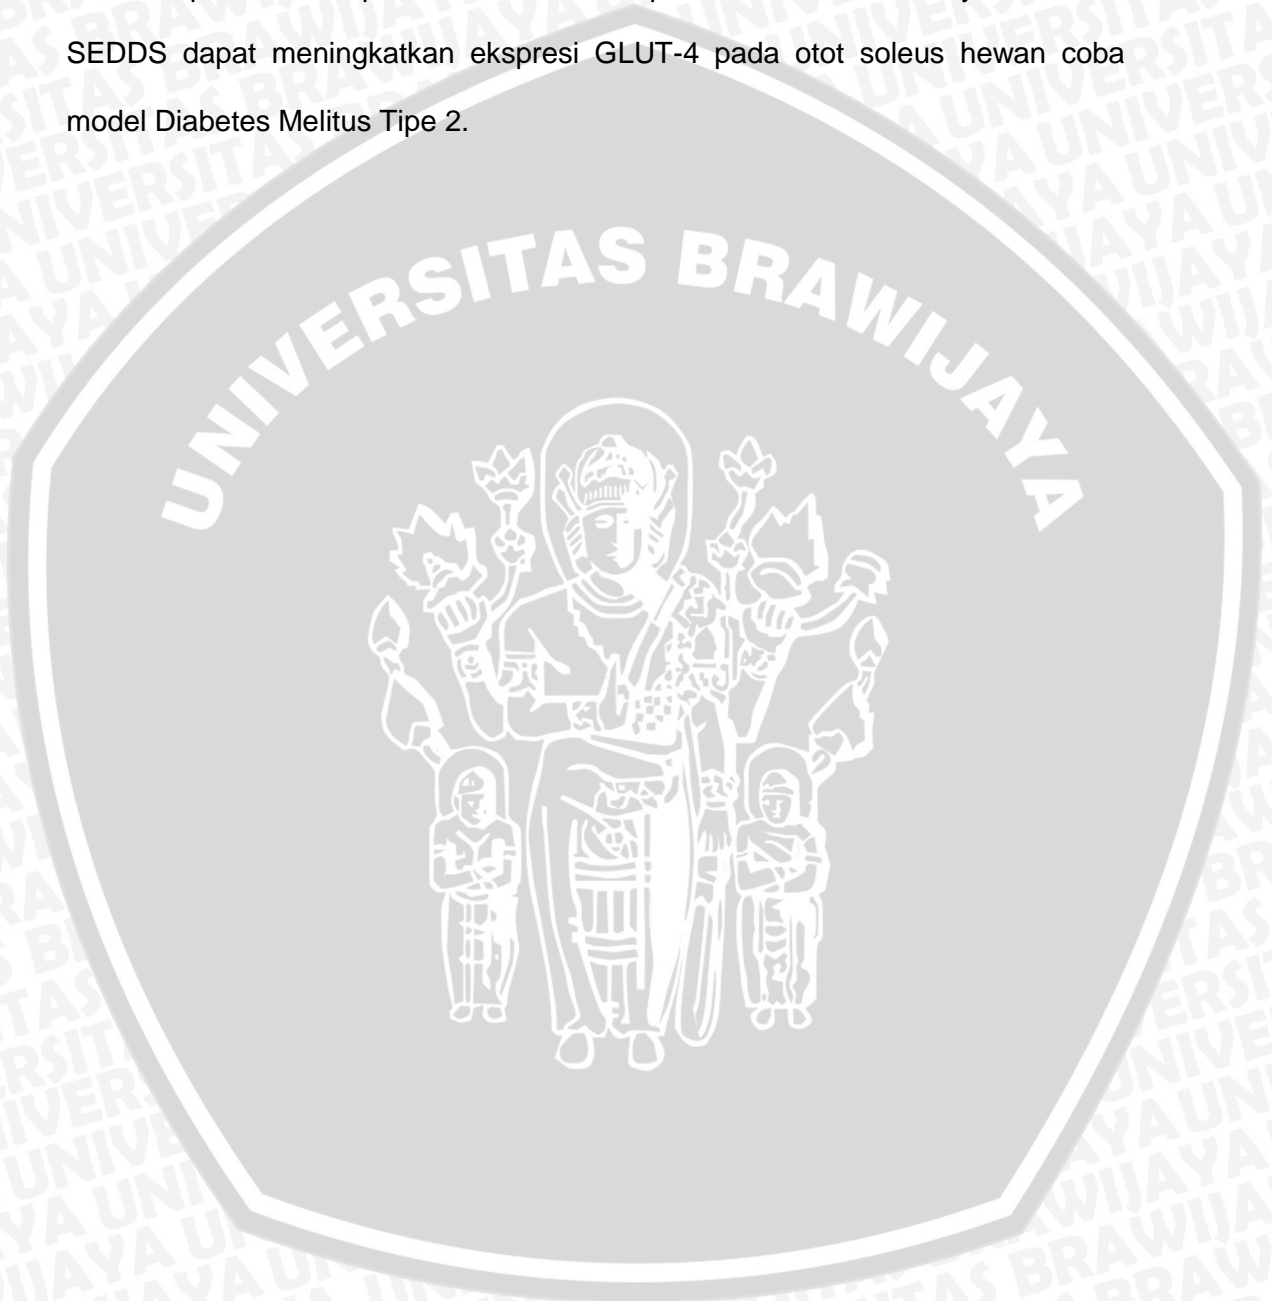 SEDDS dapat meningkatkan ekspresi GLUT-4 pada otot soleus hewan coba
model Diabetes Melitus Tipe 2.
UNIVERSITAS BRAWIJAYA